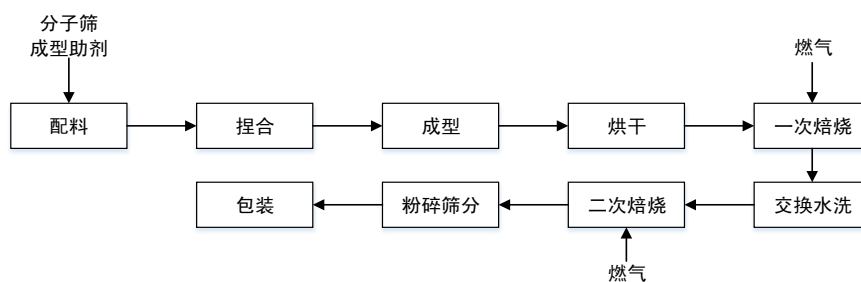 分子筛
成型助剂
燃气
配料
捏合
成型
烘干
一次焙烧
包装
粉碎筛分
二次焙烧
交换水洗
燃气